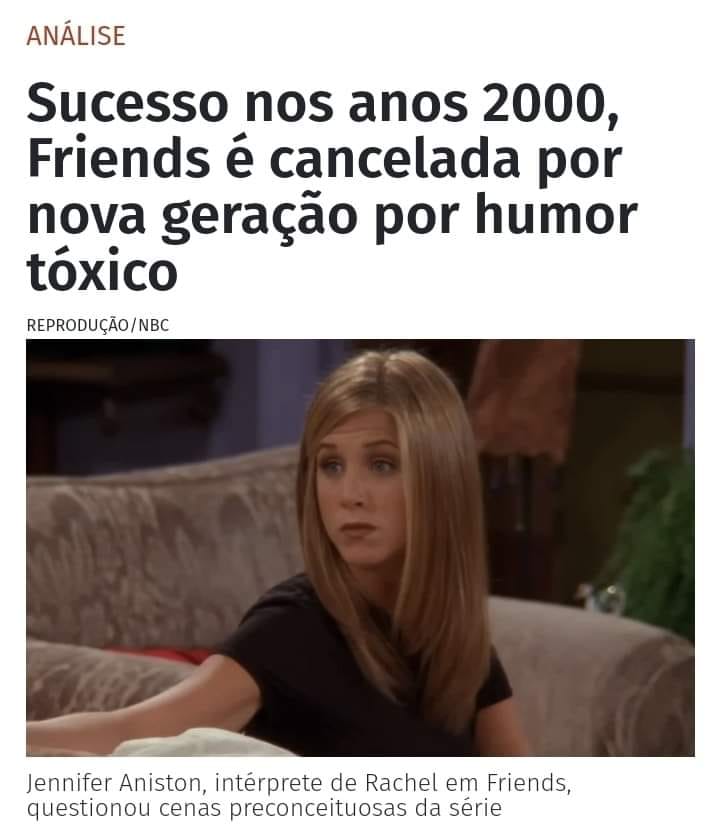 ANÁLISE
Sucesso nos anos 2000,
Friends é cancelada por
nova geração por humor
tóxico
REPRODUÇÃO/NBC
Jennifer Aniston, intérprete de Rachel em Friends,
questionou cenas preconceituosas da série